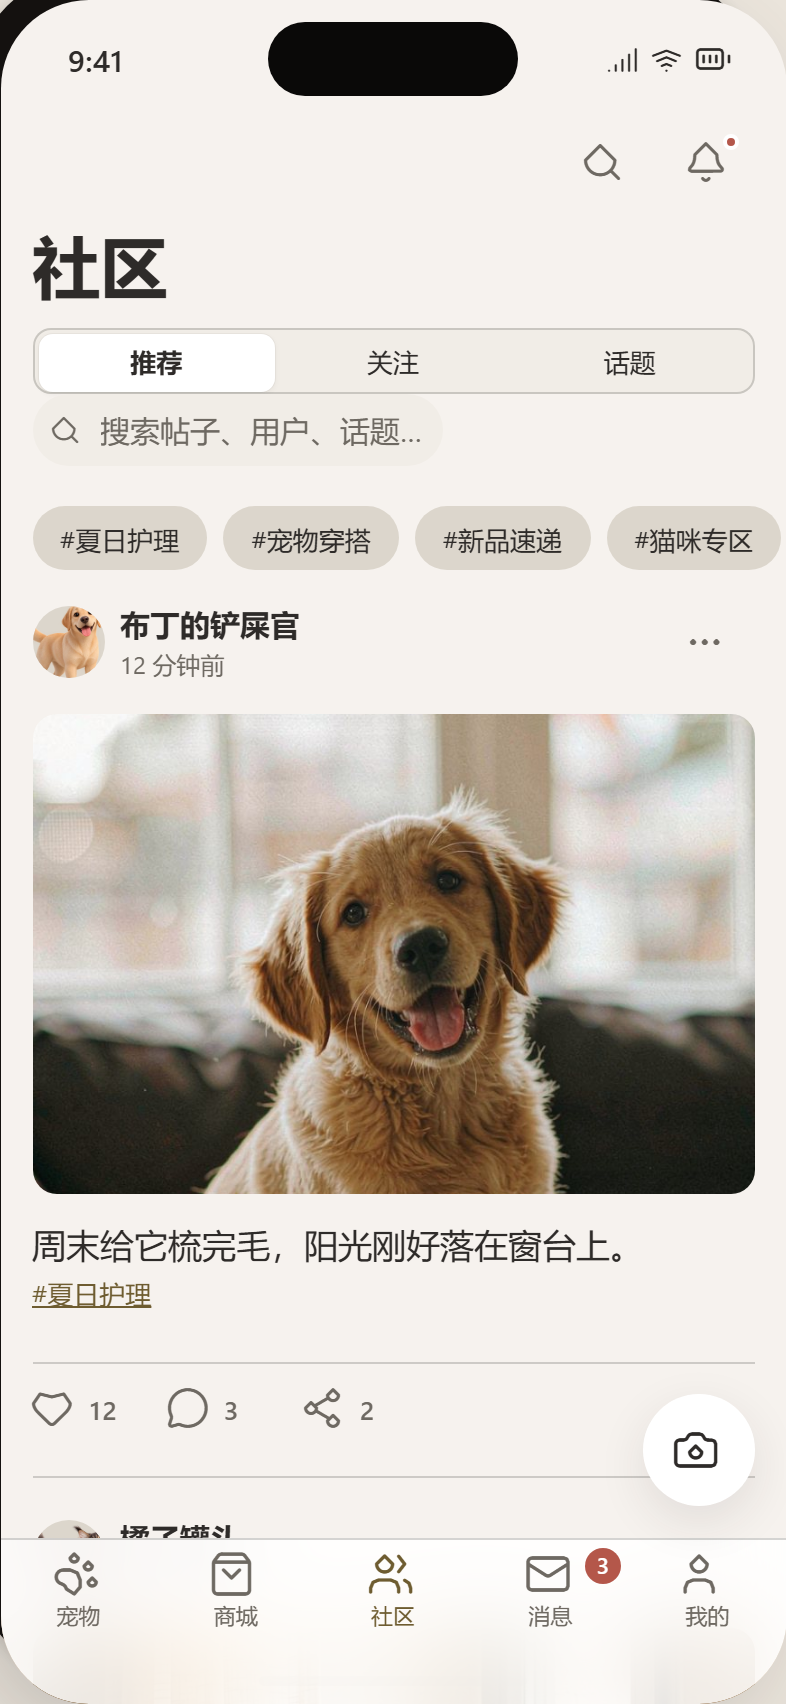 9:41
社区
推荐 关注 话题
搜索帖子、用户、话题...
#夏日护理 #宠物穿搭 #新品速递 #猫咪专区
布丁的铲屎官
12 分钟前
周末给它梳完毛，阳光刚好落在窗台上。
#夏日护理
12 3 2
橘子罐头
3
宠物 商城 社区 消息 我的